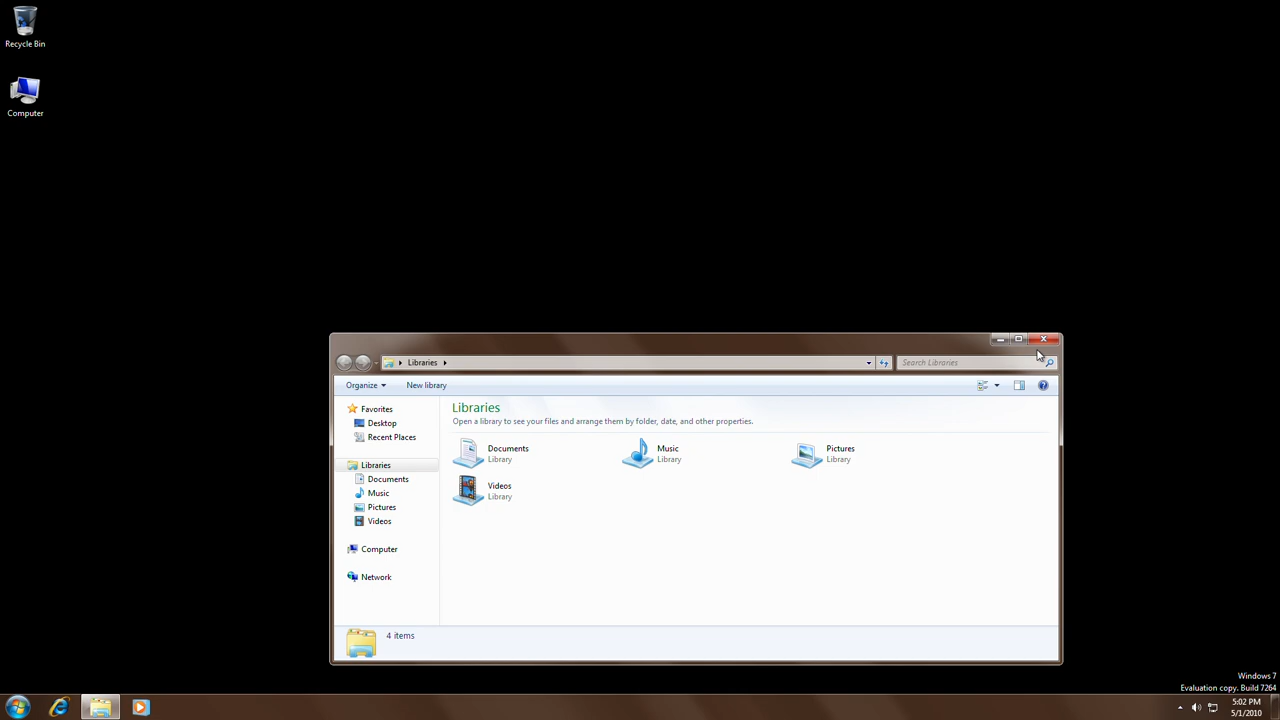 Recycle Bin
Computer
Libraries
Search Libraries
Organize
New library
Favorites
Desktop
Recent Places
Libraries
Documents
Music
Pictures
Videos
Computer
Network
Libraries
Open a library to see your files and arrange them by folder, date, and other properties.
Documents
Library
Music
Library
Pictures
Library
Videos
Library
4 items
Windows 7
Evaluation copy. Build 7264
5:02 PM
5/1/2010